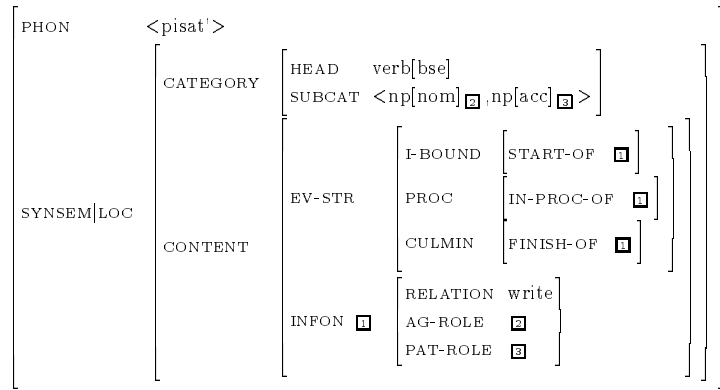 PHON <pisat'>
CATEGORY HEAD verb[bse]
SUBCAT <np[nom] 2 ,np[acc] 3 >
SYNSEM|LOC
CONTENT
EV-STR
I-BOUND START-OF 1
PROC IN-PROC-OF 1
CULMIN FINISH-OF 1
INFON 1
RELATION write
AG-ROLE 2
PAT-ROLE 3